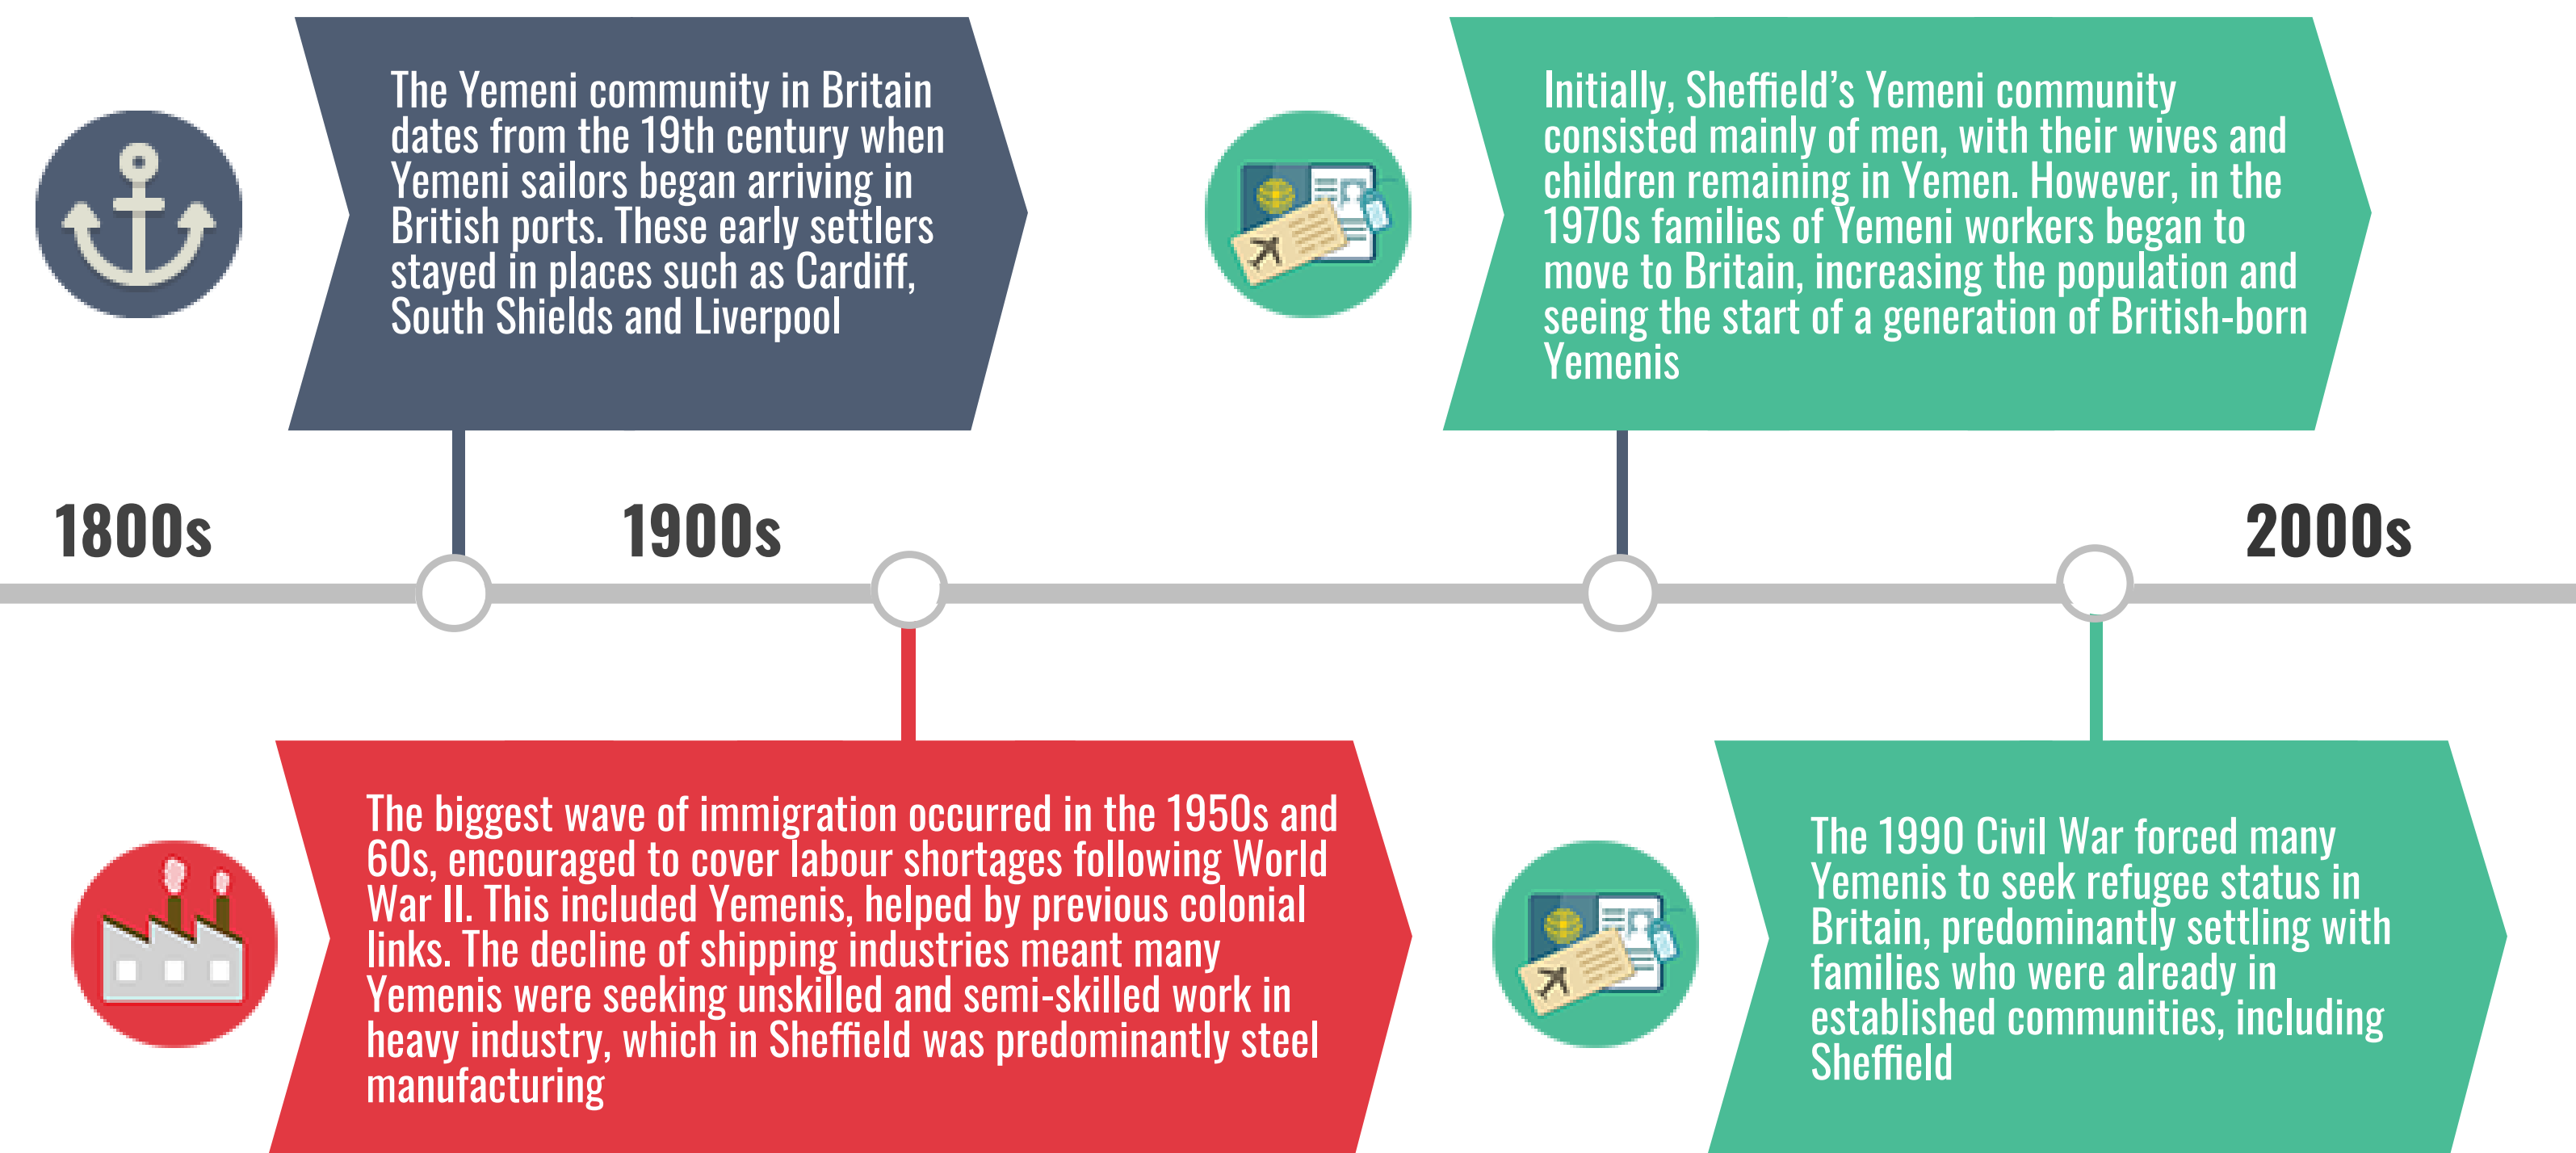 The Yemeni community in Britain
dates from the 19th century when
Yemeni sailors began arriving in
British ports. These early settlers
stayed in places such as Cardiff,
South Shields and Liverpool
Initially, Sheffield's Yemeni community
consisted mainly of men, with their wives and
children remaining in Yemen. However, in the
1970s families of Yemeni workers began to
move to Britain, increasing the population and
seeing the start of a generation of British-born
Yemenis
1800s
1900s
2000s
The biggest wave of immigration occurred in the 1950s and
60s, encouraged to cover labour shortages following World
War II. This included Yemenis, helped by previous colonial
links. The decline of shipping industries meant many
Yemenis were seeking unskilled and semi-skilled work in
heavy industry, which in Sheffield was predominantly steel
manufacturing
The 1990 Civil War forced many
Yemenis to seek refugee status in
Britain, predominantly settling with
families who were already in
established communities, including
Sheffield